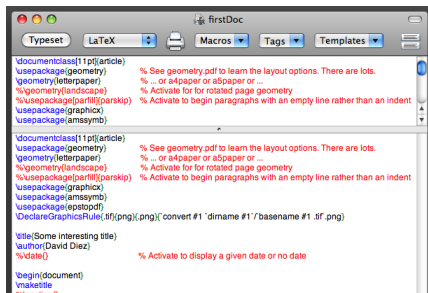 firstDoc
Typeset LaTeX Macros Tags Templates
\documentclass[11pt]{article}
\usepackage{geometry} % See geometry.pdf to learn the layout options. There are lots.
\geometry{letterpaper} % ... or a4paper or a5paper or ...
%\geometry{landscape} % Activate for for rotated page geometry
%\usepackage[parfill]{parskip} % Activate to begin paragraphs with an empty line rather than an indent
\usepackage{graphicx}
\usepackage{amssymb}
\documentclass[11pt]{article}
\usepackage{geometry} % See geometry.pdf to learn the layout options. There are lots.
\geometry{letterpaper} % ... or a4paper or a5paper or ...
%\geometry{landscape} % Activate for for rotated page geometry
%\usepackage[parfill]{parskip} % Activate to begin paragraphs with an empty line rather than an indent
\usepackage{graphicx}
\usepackage{amssymb}
\usepackage{epstopdf}
\DeclareGraphicsRule{.tif}{png}{.png}{`convert #1 `dirname #1`/`basename #1 .tif`.png}
\title{Some interesting title}
\author{David Diez}
%\date{} % Activate to display a given date or no date
\begin{document}
\maketitle